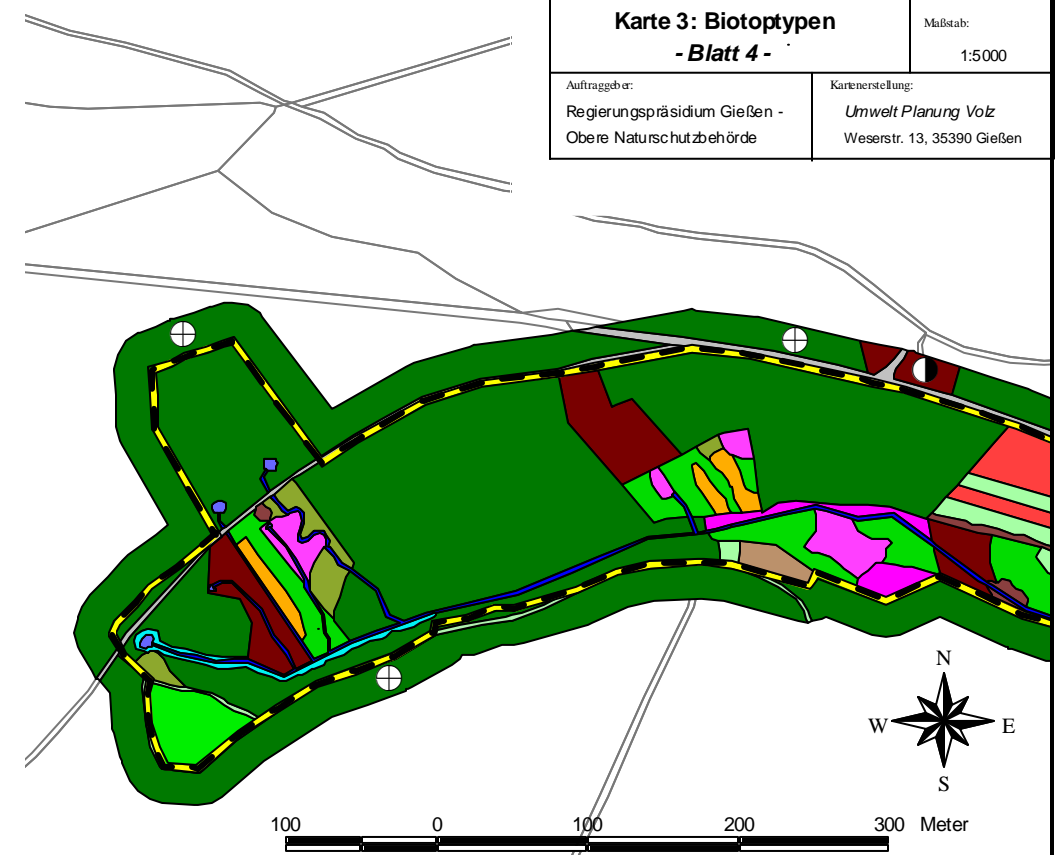 Karte 3: Biotoptypen
- Blatt 4 -
Maßstab:
1:5000
Auftraggeber:
Regierungspräsidium Gießen -
Obere Naturschutzbehörde
Kartenerstellung:
Umwelt Planung Volz
Weserstr. 13, 35390 Gießen
N
W
E
S
100 0 100 200 300 Meter